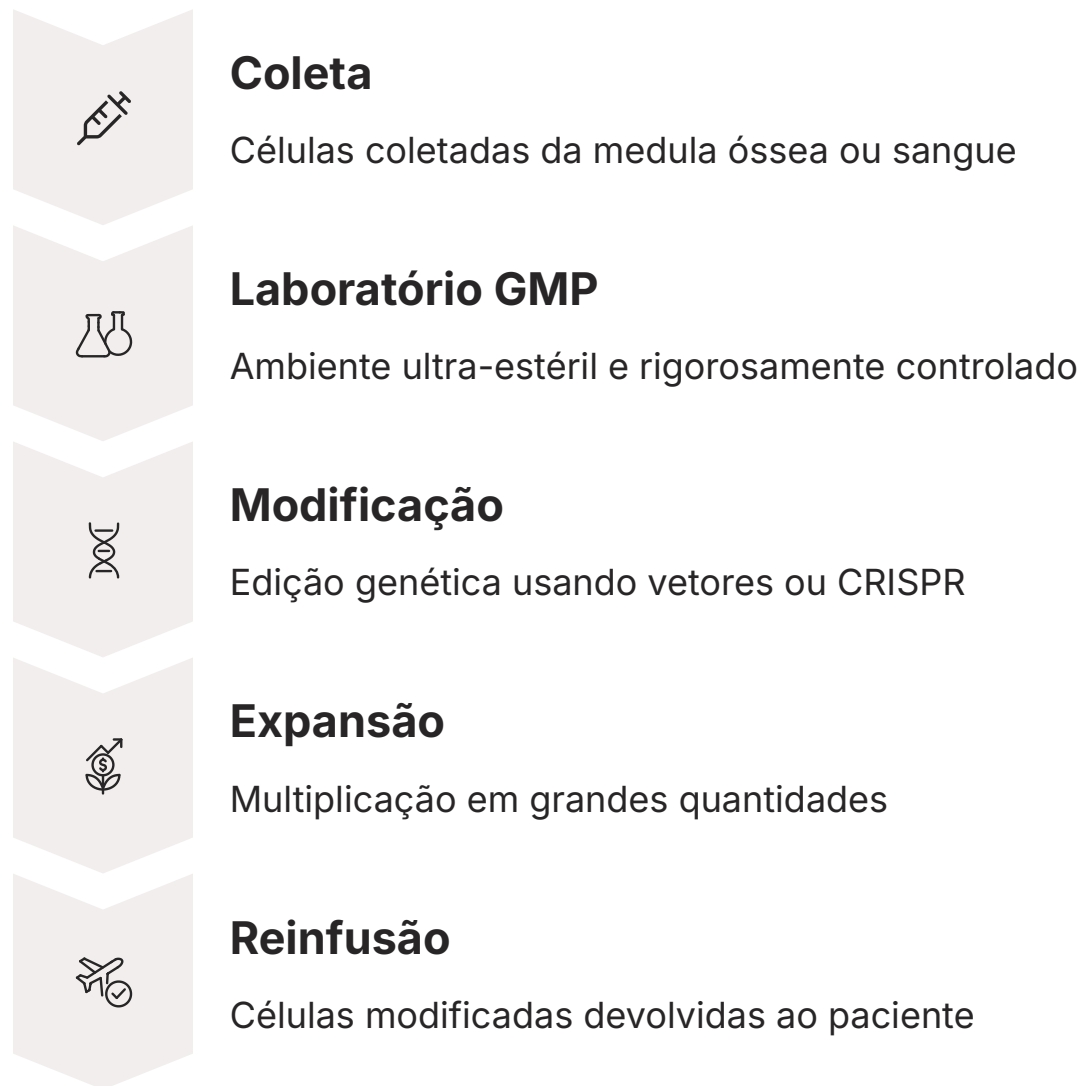 Coleta
Células coletadas da medula óssea ou sangue
Laboratório GMP
Ambiente ultra-estéril e rigorosamente controlado
Modificação
Edição genética usando vetores ou CRISPR
Expansão
$
Multiplicação em grandes quantidades
Reinfusão
Células modificadas devolvidas ao paciente